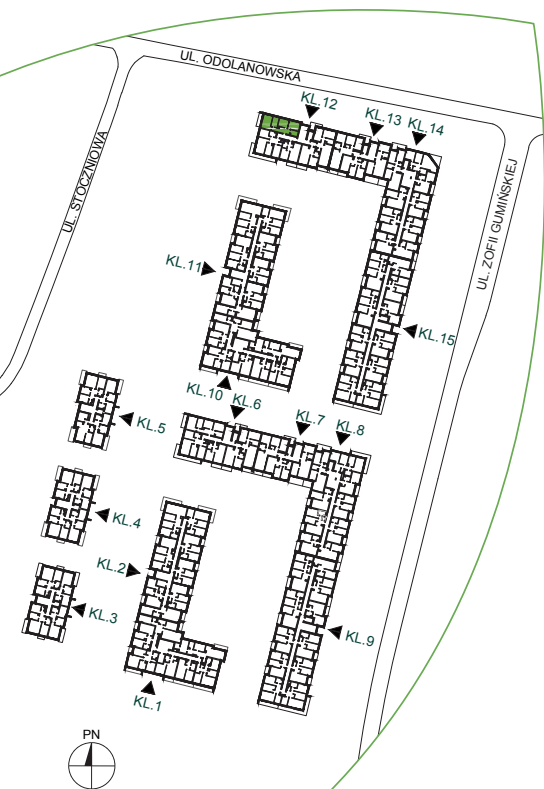 UL. ODOLANOWSKA
KL.12
KL.13
KL.14
UL. STOCZNIOWA
UL. ZOFII GUMIŃSKIEJ
KL.11
KL.15
KL.10
KL.6
KL.7
KL.8
KL.5
KL.4
KL.2
KL.3
KL.9
KL.1
PN